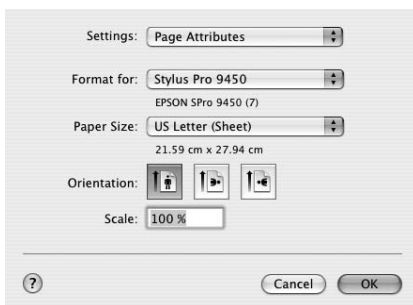 Settings: Page Attributes
Format for: Stylus Pro 9450
EPSON SPro 9450 (7)
Paper Size: US Letter (Sheet)
21.59 cm x 27.94 cm
Orientation:
Scale: 100 %
? Cancel OK